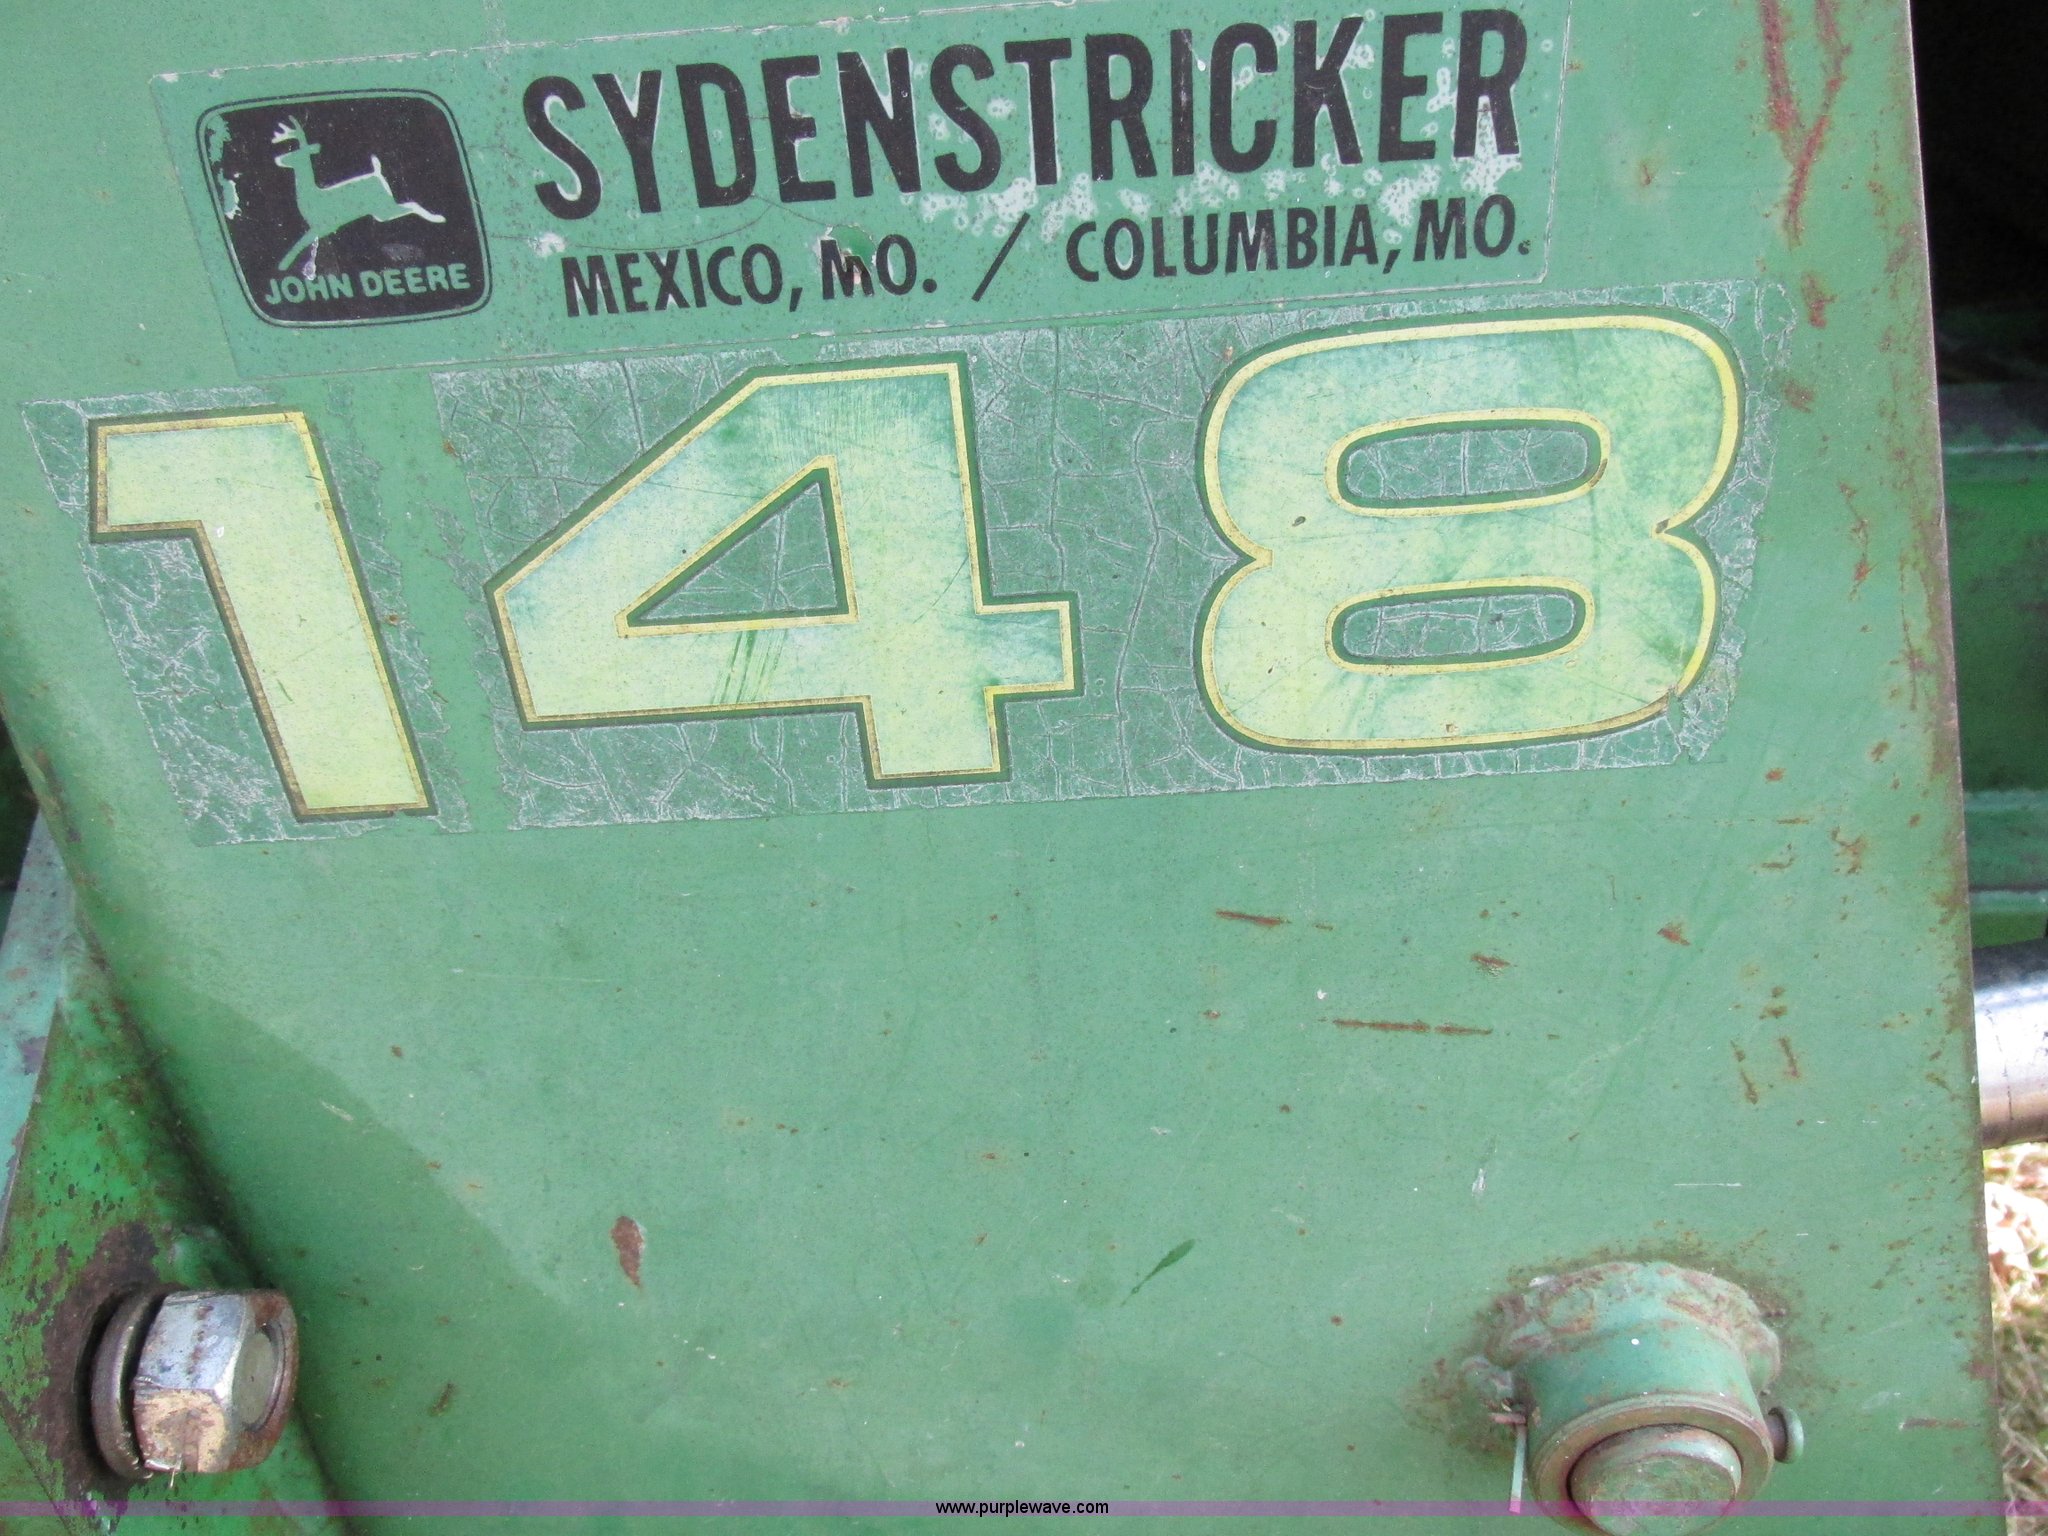 SYDENSTRICKER
JOHN DEERE
MEXICO, MO. / COLUMBIA, MO.
148
www.purplewave.com